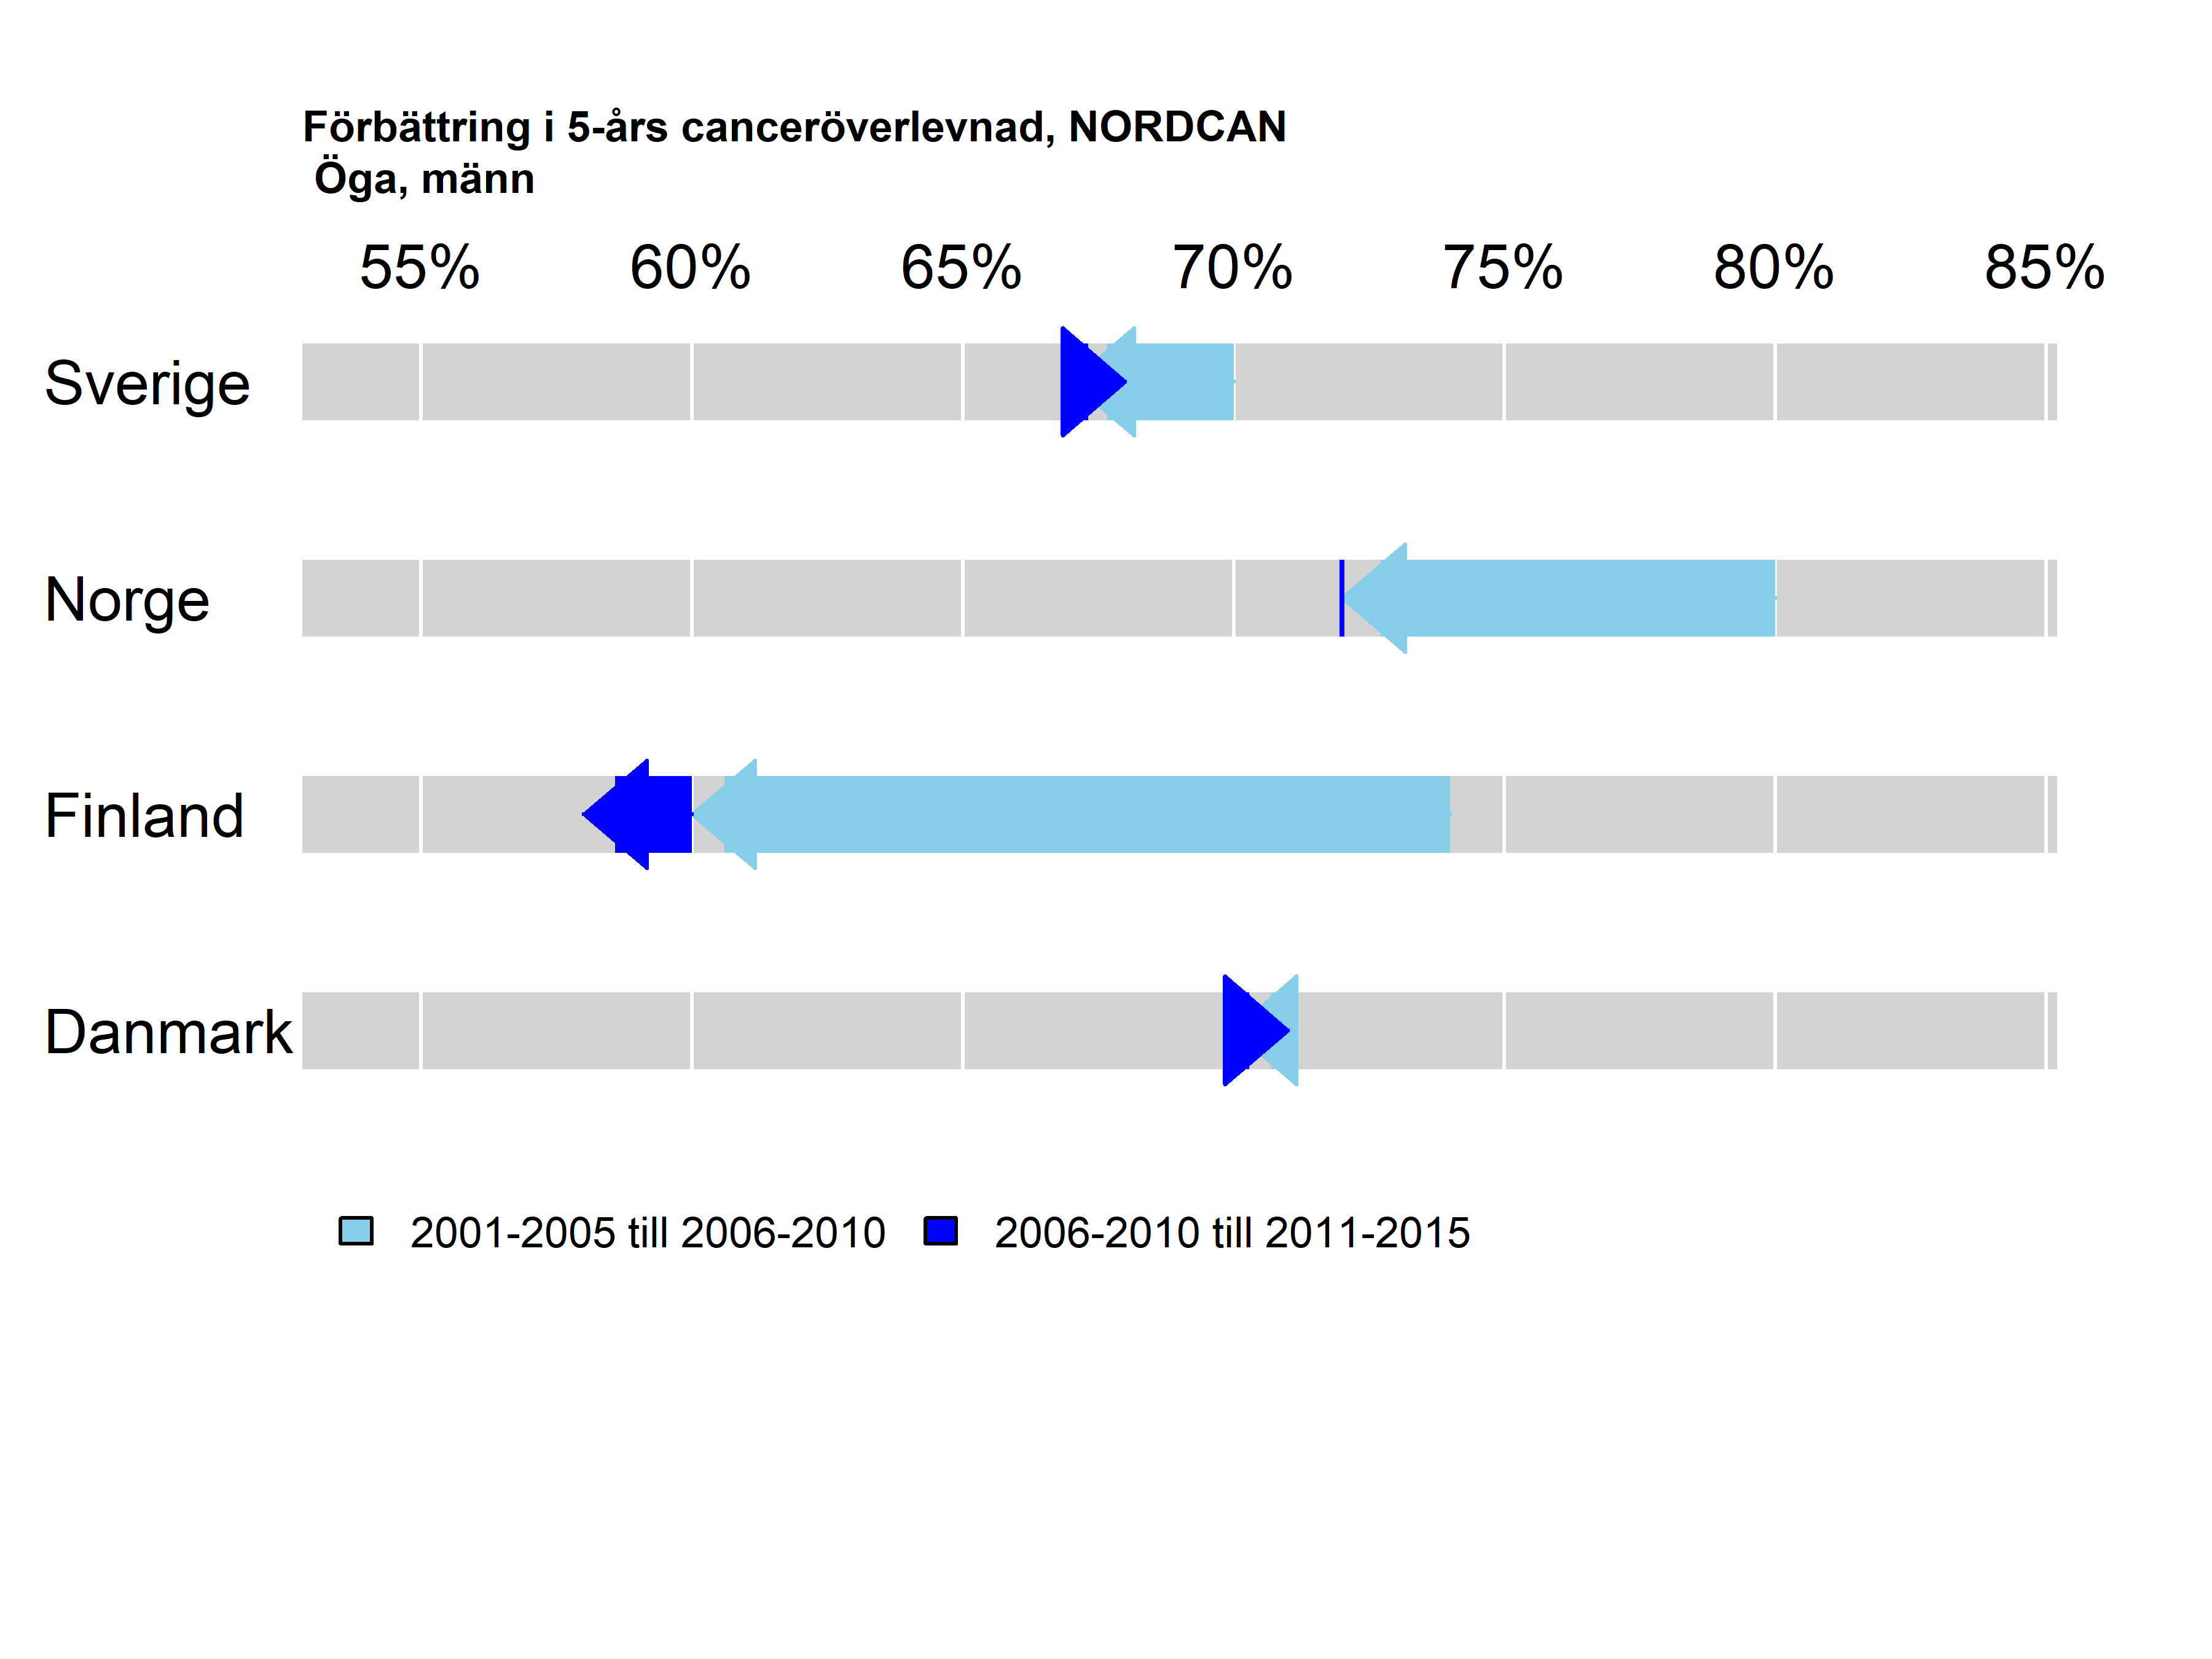 Förbättring i 5-års canceröverlevnad, NORDCAN
Öga, männ
55% 60% 65% 70% 75% 80% 85%
Sverige
Norge
Finland
Danmark
2001-2005 till 2006-2010 2006-2010 till 2011-2015